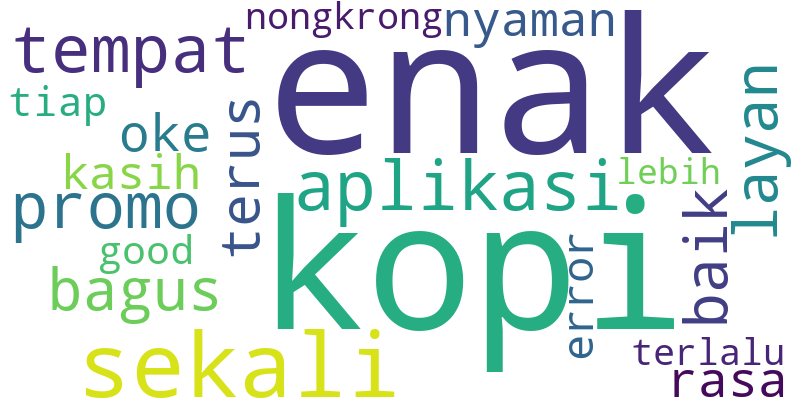 nongkrong
nyaman
tempat
enak
tiap
oke
terus
layan
kasih
aplikasi
lebih
promo
kopi
baik
good
error
bagus
sekali
terlalu
rasa